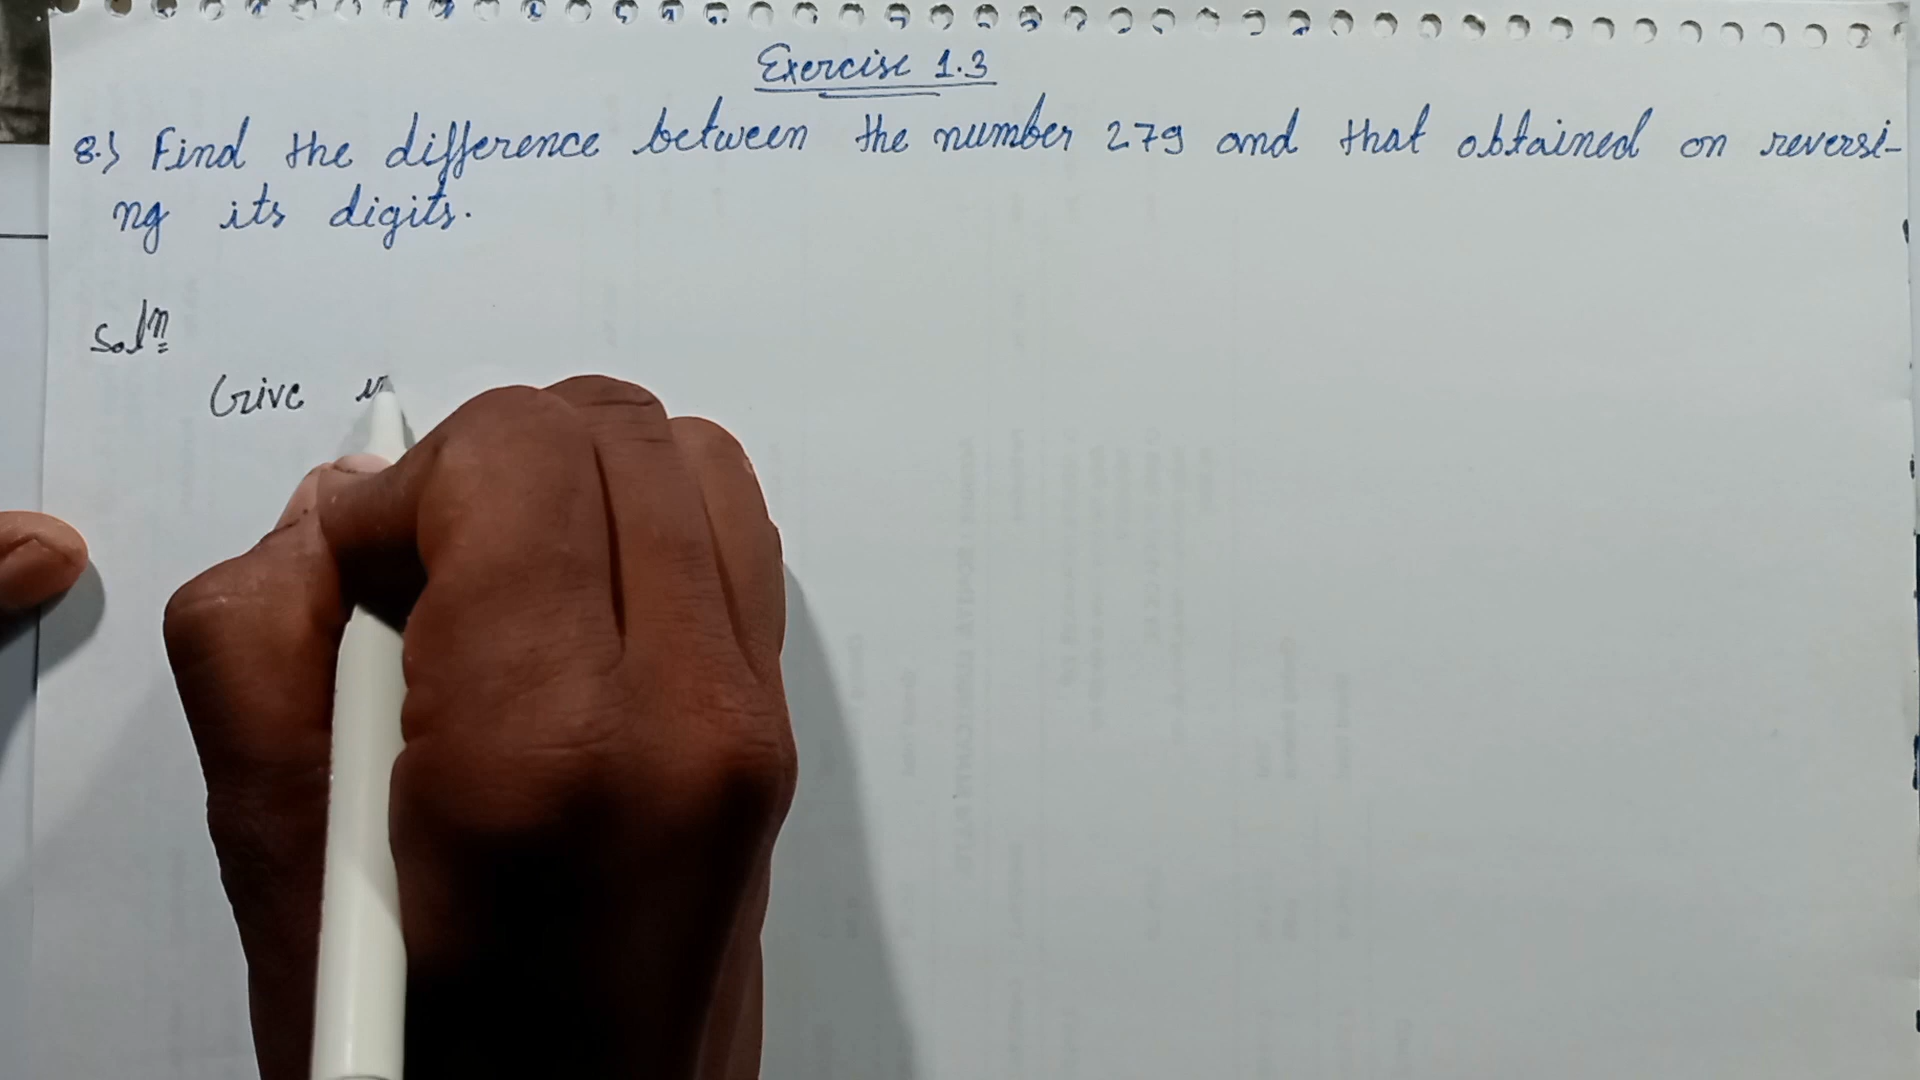 Exercise 1.3
8.) Find the difference between the number 279 and that obtained on reversi-
ng its digits.
Solⁿ
Give